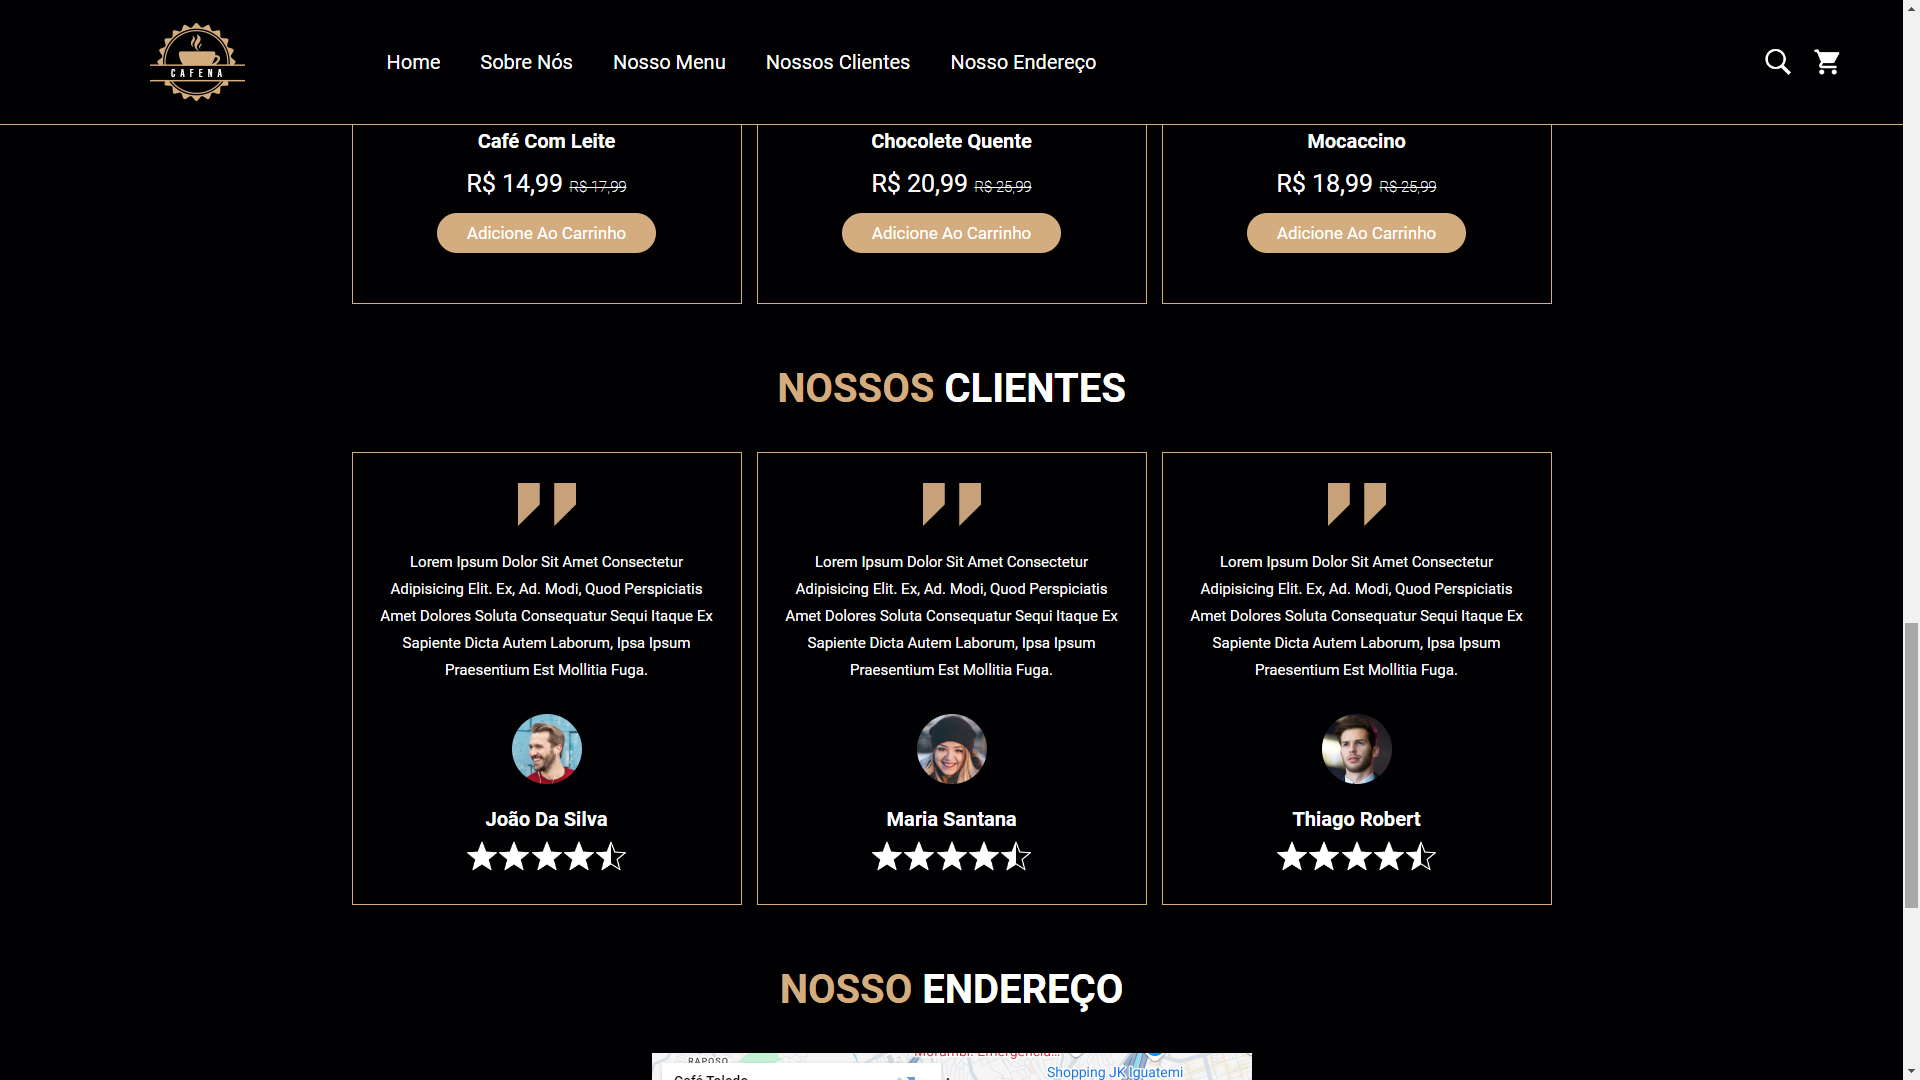 CAFENA
Home
Sobre Nós
Nosso Menu
Nossos Clientes
Nosso Endereço
Café Com Leite
R$ 14,99 R$ 17,99
Adicione Ao Carrinho
Chocolete Quente
R$ 20,99 R$ 25,99
Adicione Ao Carrinho
Mocaccino
R$ 18,99 R$ 25,99
Adicione Ao Carrinho
NOSSOS CLIENTES
Lorem Ipsum Dolor Sit Amet Consectetur
Adipisicing Elit. Ex, Ad. Modi, Quod Perspiciatis
Amet Dolores Soluta Consequatur Sequi Itaque Ex
Sapiente Dicta Autem Laborum, Ipsa Ipsum
Praesentium Est Mollitia Fuga.
João Da Silva
Lorem Ipsum Dolor Sit Amet Consectetur
Adipisicing Elit. Ex, Ad. Modi, Quod Perspiciatis
Amet Dolores Soluta Consequatur Sequi Itaque Ex
Sapiente Dicta Autem Laborum, Ipsa Ipsum
Praesentium Est Mollitia Fuga.
Maria Santana
Lorem Ipsum Dolor Sit Amet Consectetur
Adipisicing Elit. Ex, Ad. Modi, Quod Perspiciatis
Amet Dolores Soluta Consequatur Sequi Itaque Ex
Sapiente Dicta Autem Laborum, Ipsa Ipsum
Praesentium Est Mollitia Fuga.
Thiago Robert
NOSSO ENDEREÇO
RAPOSO
Shopping JK Iguatemi